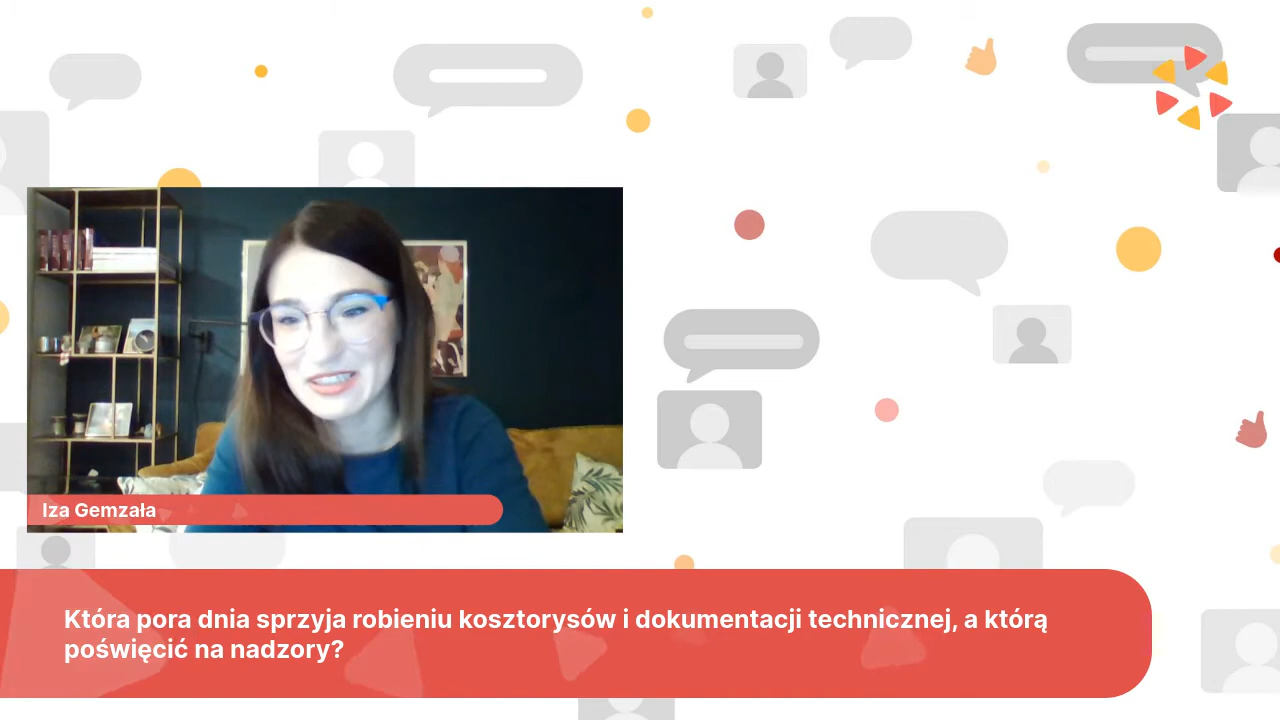 Iza Gemzała
Która pora dnia sprzyja robieniu kosztorysów i dokumentacji technicznej, a którą
poświęcić na nadzory?